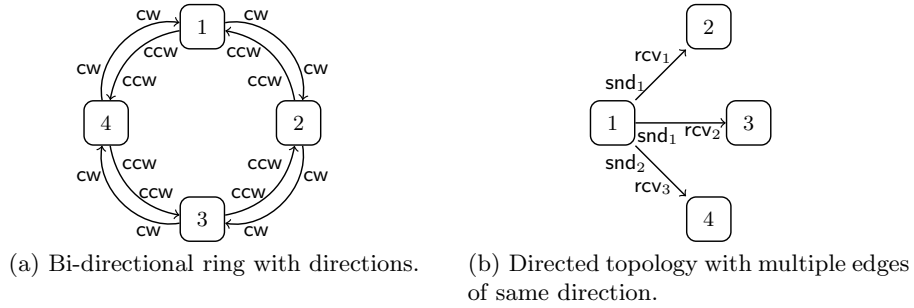 cw
1
cw
ccw
ccw
cw
cw
ccw
ccw
4
2
ccw
ccw
cw
ccw
ccw
cw
cw
3
cw
2
rcv₁
snd₁
1
3
snd₁
rcv₂
snd₂
rcv₃
4
(a) Bi-directional ring with directions.
(b) Directed topology with multiple edges
of same direction.